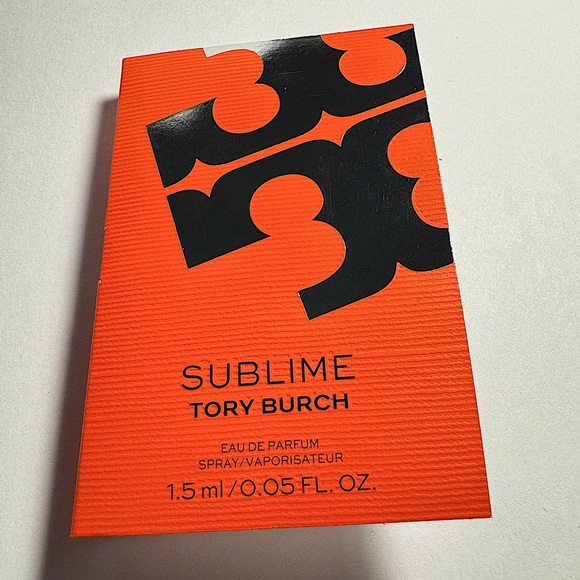 SUBLIME
TORY BURCH
EAU DE PARFUM
SPRAY/VAPORISATEUR
1.5 ml/0.05 FL. OZ.